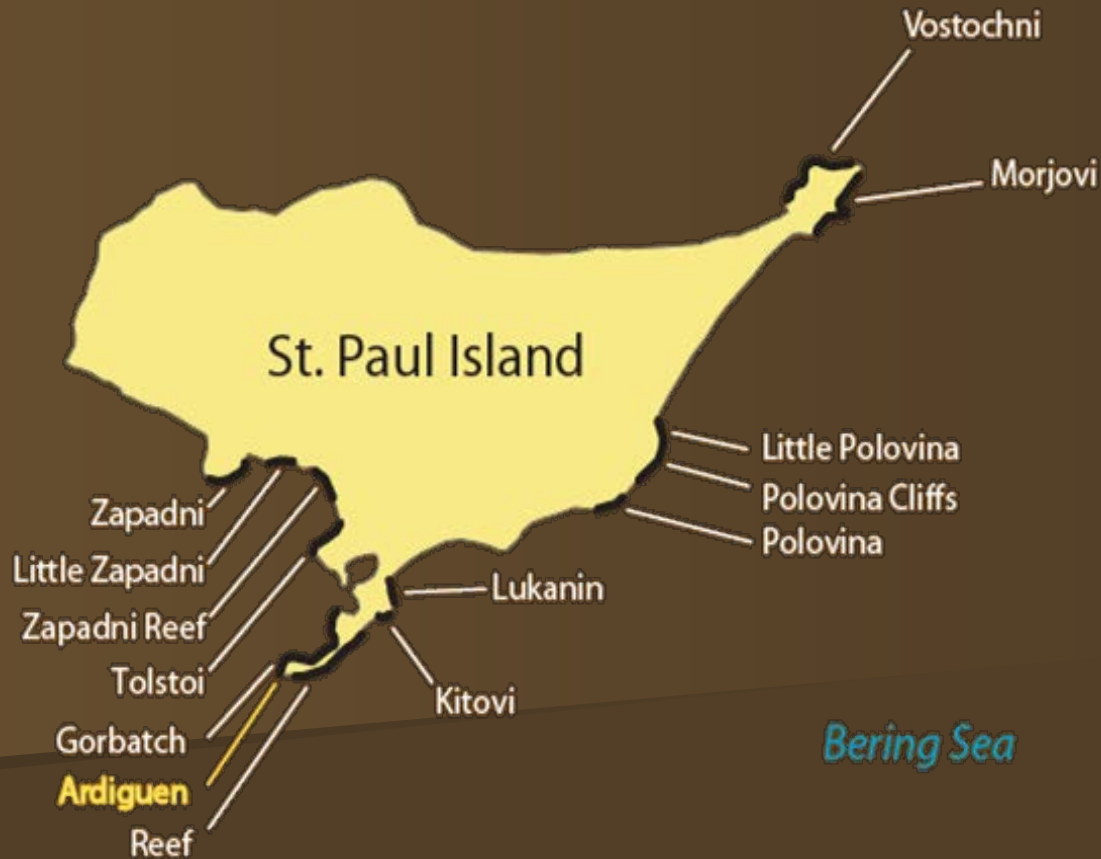 Vostochni
Morjovi
St. Paul Island
Little Polovina
Polovina Cliffs
Polovina
Zapadni
Little Zapadni
Zapadni Reef
Tolstoi
Gorbatch
Ardiguen
Reef
Lukanin
Kitovi
Bering Sea